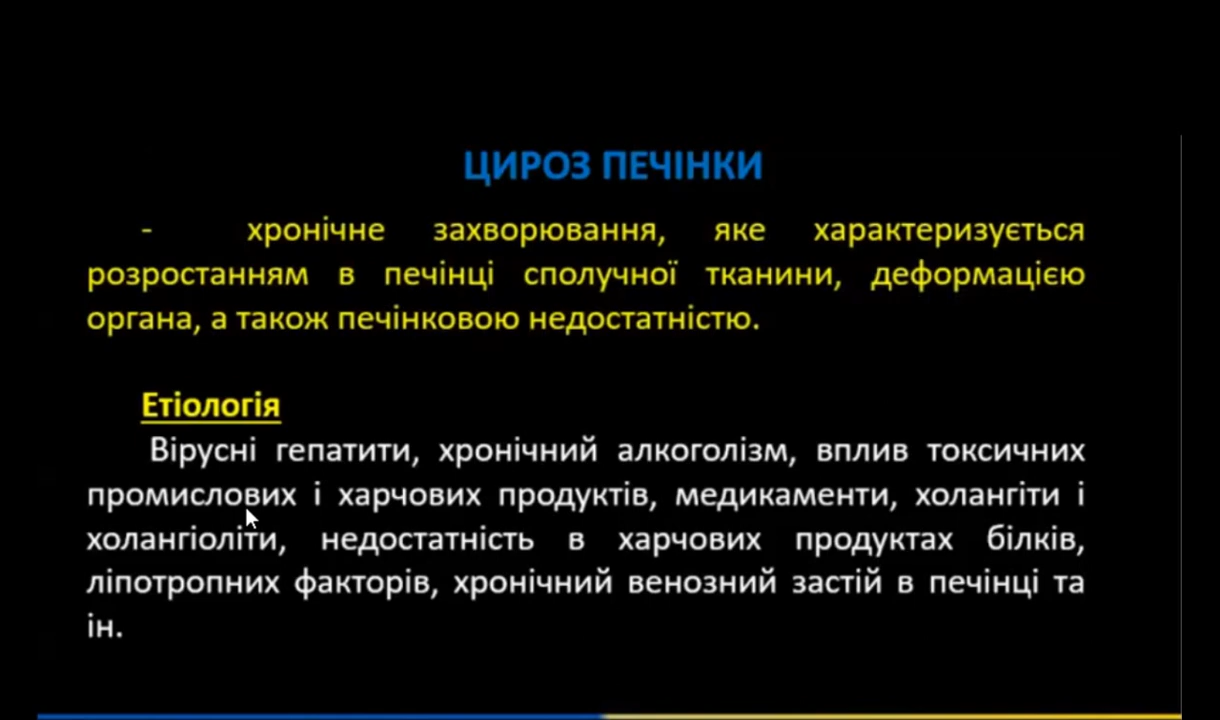 ЦИРОЗ ПЕЧІНКИ
- хронічне захворювання, яке характеризується
розростанням в печінці сполучної тканини, деформацією
органа, а також печінковою недостатністю.
Етіологія
Вірусні гепатити, хронічний алкоголізм, вплив токсичних
промислових і харчових продуктів, медикаменти, холангіти і
холангіоліти, недостатність в харчових продуктах білків,
ліпотропних факторів, хронічний венозний застій в печінці та
ін.